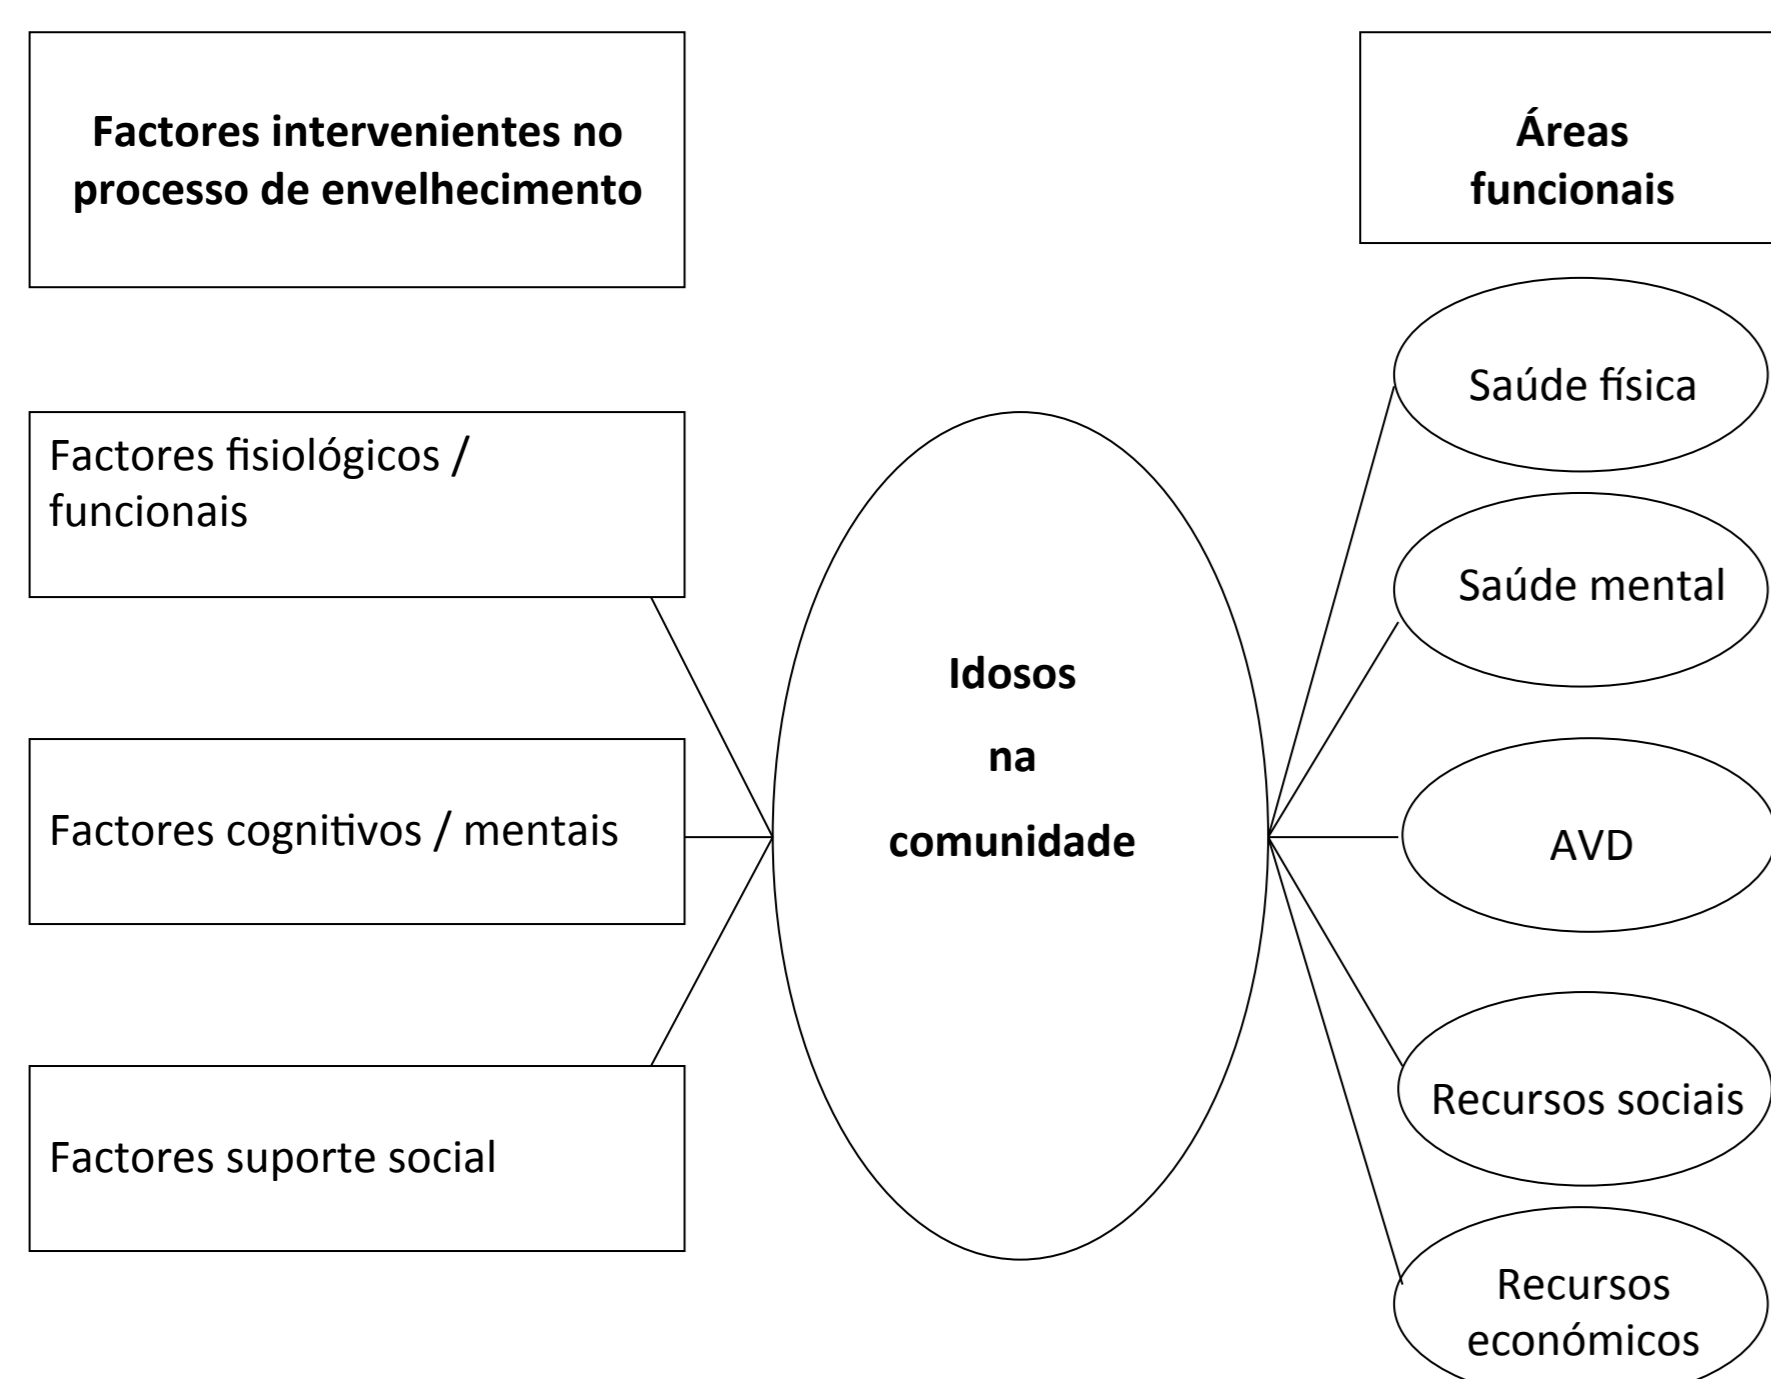 Factores intervenientes no
processo de envelhecimento
Áreas
funcionais
Factores fisiológicos /
funcionais
Factores cognitivos / mentais
Factores suporte social
Idosos
na
comunidade
Saúde física
Saúde mental
AVD
Recursos sociais
Recursos
económicos